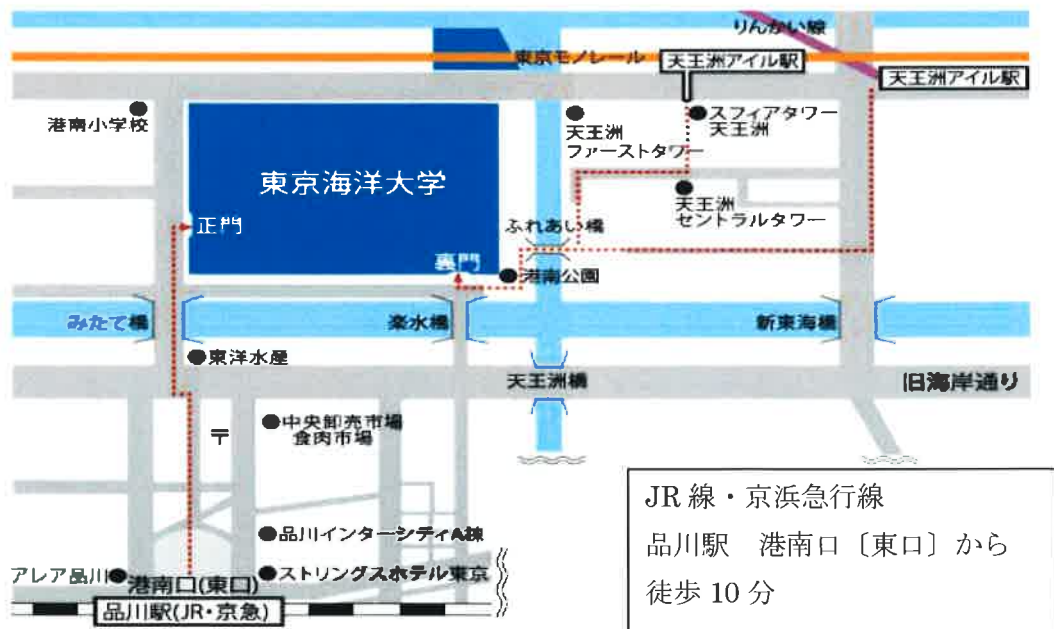 りんかい線
東京モノレール
天王洲アイル駅
天王洲アイル駅
港南小学校
天王洲
ファーストタワー
スフィアタワー
天王洲
東京海洋大学
天王洲
セントラルタワー
正門
ふれあい橋
裏門
港南公園
みたて橋
楽水橋
新東海橋
東洋水産
天王洲橋
旧海岸通り
〒
中央卸売市場
食肉市場
品川インターシティA棟
アレア品川
港南口(東口)
ストリングスホテル東京
品川駅(JR・京急)
JR 線・京浜急行線
品川駅 港南口〔東口〕から
徒歩 10 分